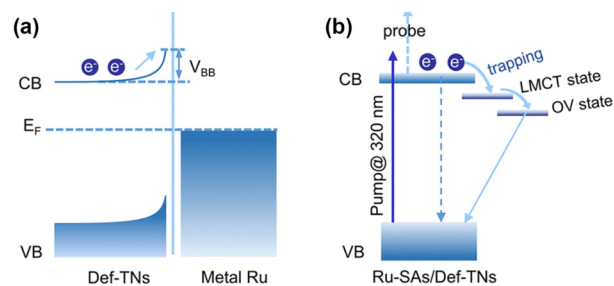 (a)
e⁻ e⁻
V_BB
CB
E_F
VB
Def-TNs
Metal Ru
(b)
probe
e⁻ e⁻
trapping
CB
LMCT state
OV state
Pump@ 320 nm
VB
Ru-SAs/Def-TNs